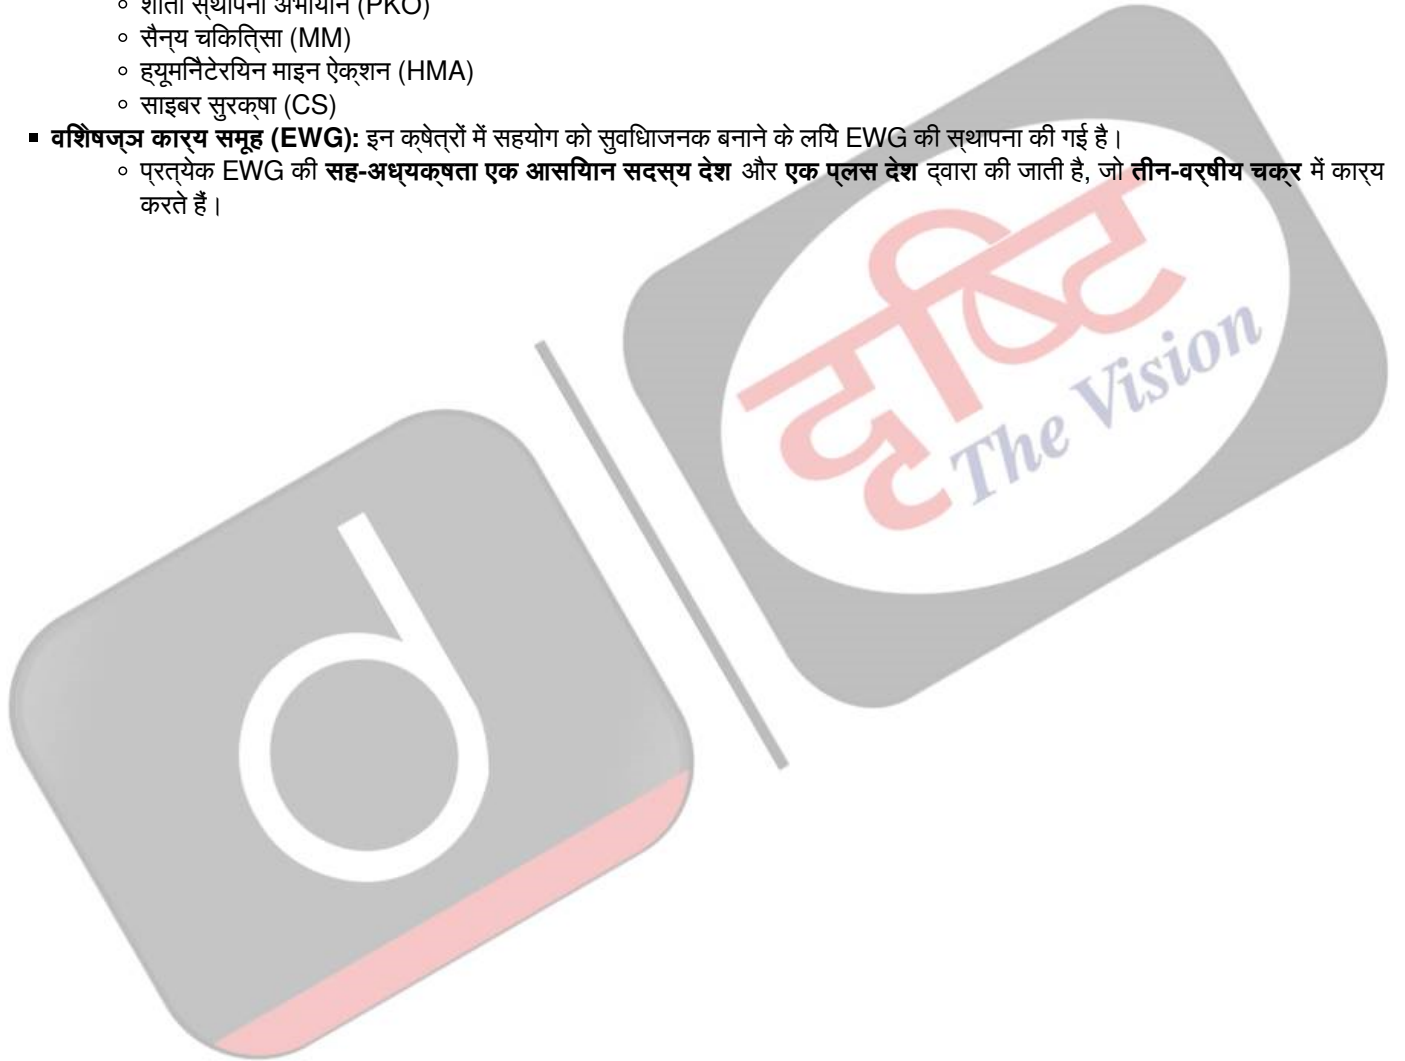 शांति स्थापना अभियान (PKO)
सैन्य चिकित्सा (MM)
ह्यूमनिटेरियन माइन ऐक्शन (HMA)
साइबर सुरक्षा (CS)
विशेषज्ञ कार्य समूह (EWG): इन क्षेत्रों में सहयोग को सुविधाजनक बनाने के लिये EWG की स्थापना की गई है।
प्रत्येक EWG की सह-अध्यक्षता एक आसियान सदस्य देश और एक प्लस देश द्वारा की जाती है, जो तीन-वर्षीय चक्र में कार्य
करते हैं।
दृष्टि
The Vision
d